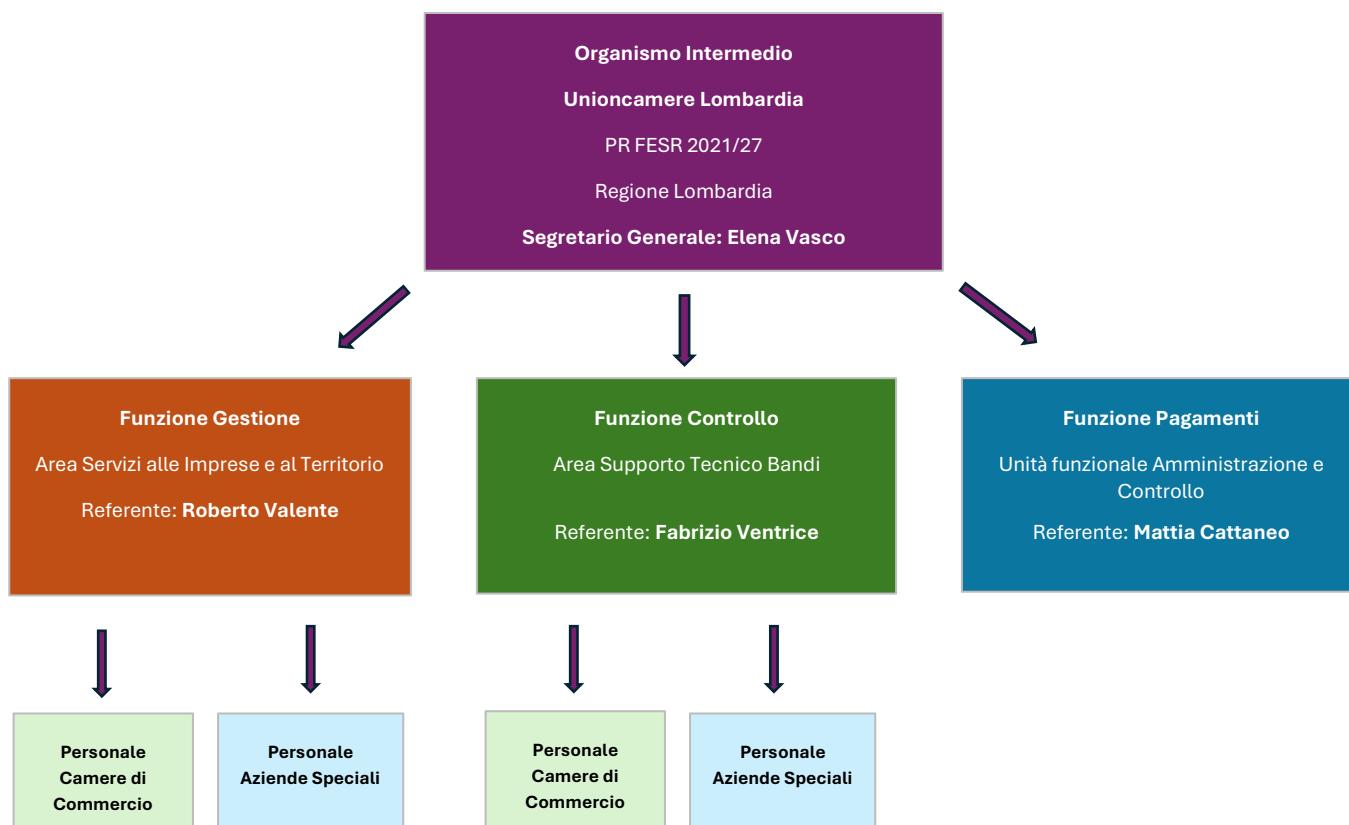 Organismo Intermedio
Unioncamere Lombardia
PR FESR 2021/27
Regione Lombardia
Segretario Generale: Elena Vasco
Funzione Gestione
Area Servizi alle Imprese e al Territorio
Referente: Roberto Valente
Funzione Controllo
Area Supporto Tecnico Bandi
Referente: Fabrizio Ventrice
Funzione Pagamenti
Unità funzionale Amministrazione e
Controllo
Referente: Mattia Cattaneo
Personale
Camere di
Commercio
Personale
Aziende Speciali
Personale
Camere di
Commercio
Personale
Aziende Speciali